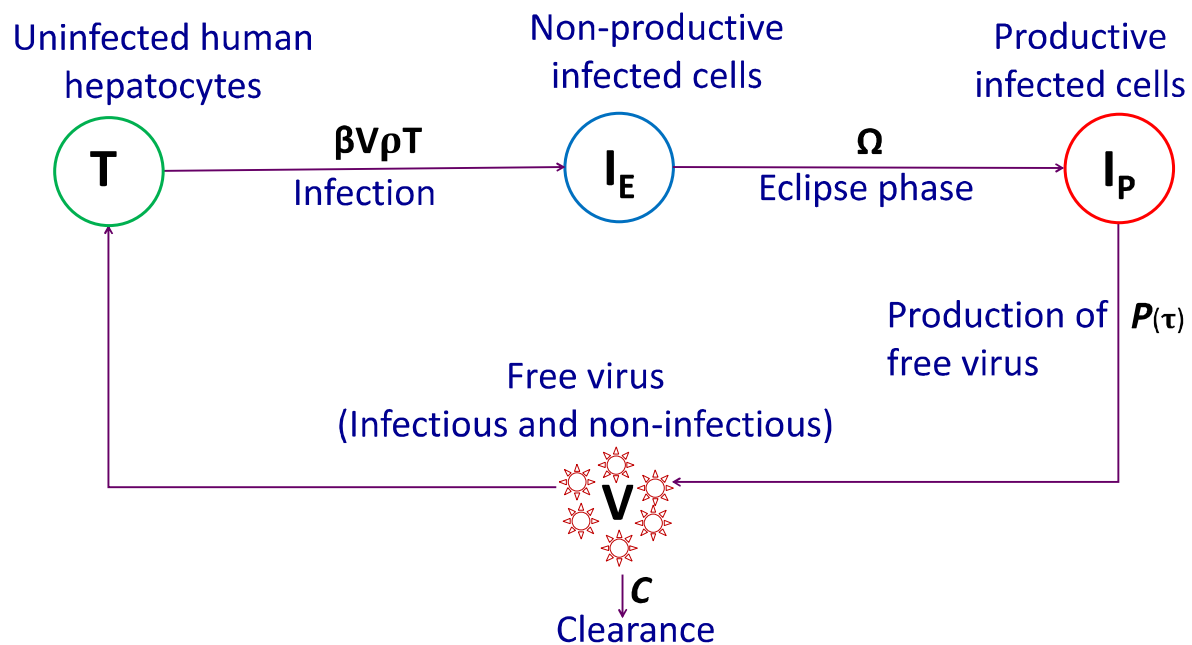 Uninfected human
hepatocytes
Non-productive
infected cells
Productive
infected cells
T
βVρT
Infection
I_E
Ω
Eclipse phase
I_P
Production of
free virus
P(τ)
Free virus
(Infectious and non-infectious)
V
C
Clearance